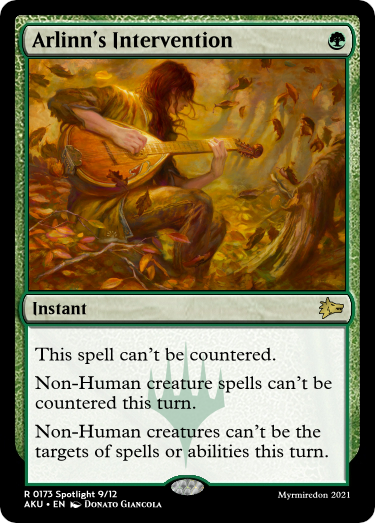 Arlinn's Intervention
Instant
This spell can't be countered.
Non-Human creature spells can't be
countered this turn.
Non-Human creatures can't be the
targets of spells or abilities this turn.
R 0173 Spotlight 9/12
AKU • EN Donato Giancola
Myrmiredon 2021